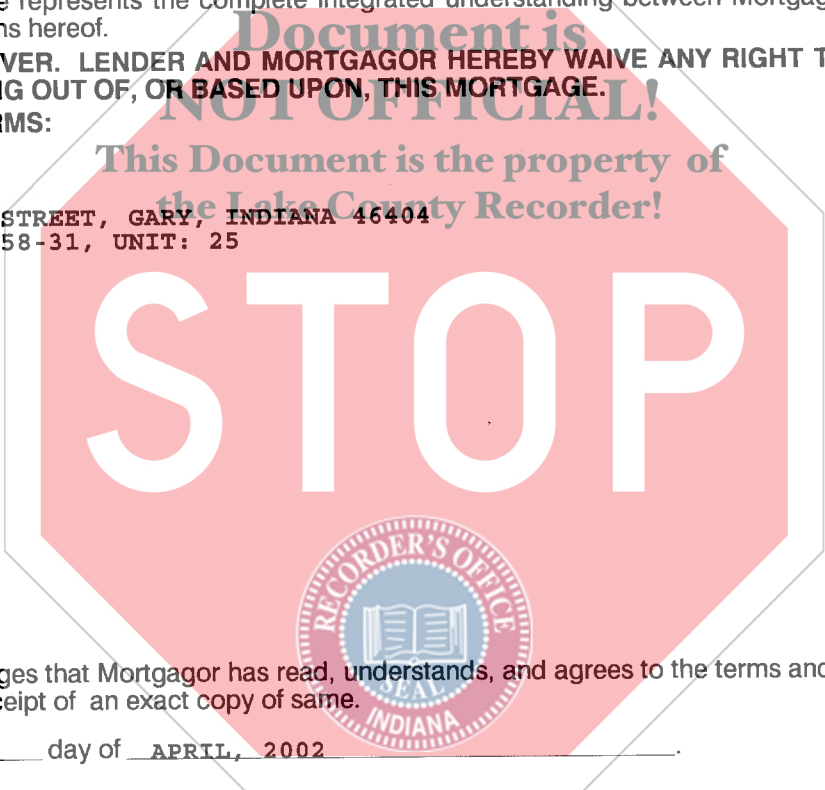 e represents the complete integrated understanding between Mortgag
ns hereof.
Document is
VER. LENDER AND MORTGAGOR HEREBY WAIVE ANY RIGHT T
G OUT OF, OR BASED UPON, THIS MORTGAGE.
NOT OFFICIAL!
MS:
This Document is the property of
the Lake County Recorder!
STREET, GARY, INDIANA 46404
58-31, UNIT: 25
STOP
RECORDER'S OFFICE
SEAL
INDIANA
ges that Mortgagor has read, understands, and agrees to the terms and
eipt of an exact copy of same.
day of APRIL, 2002.